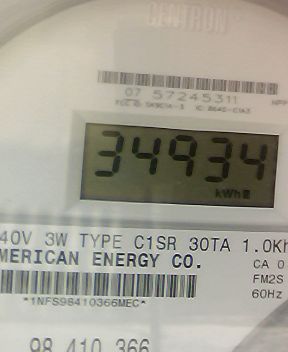 CENTRON
07 57245311
34934
kWh
40V 3W TYPE C1SR 30TA 1.0Kh
MERICAN ENERGY CO.
CA 0
FM2S
*1NFS98410366MEC*
60Hz
98 410 366